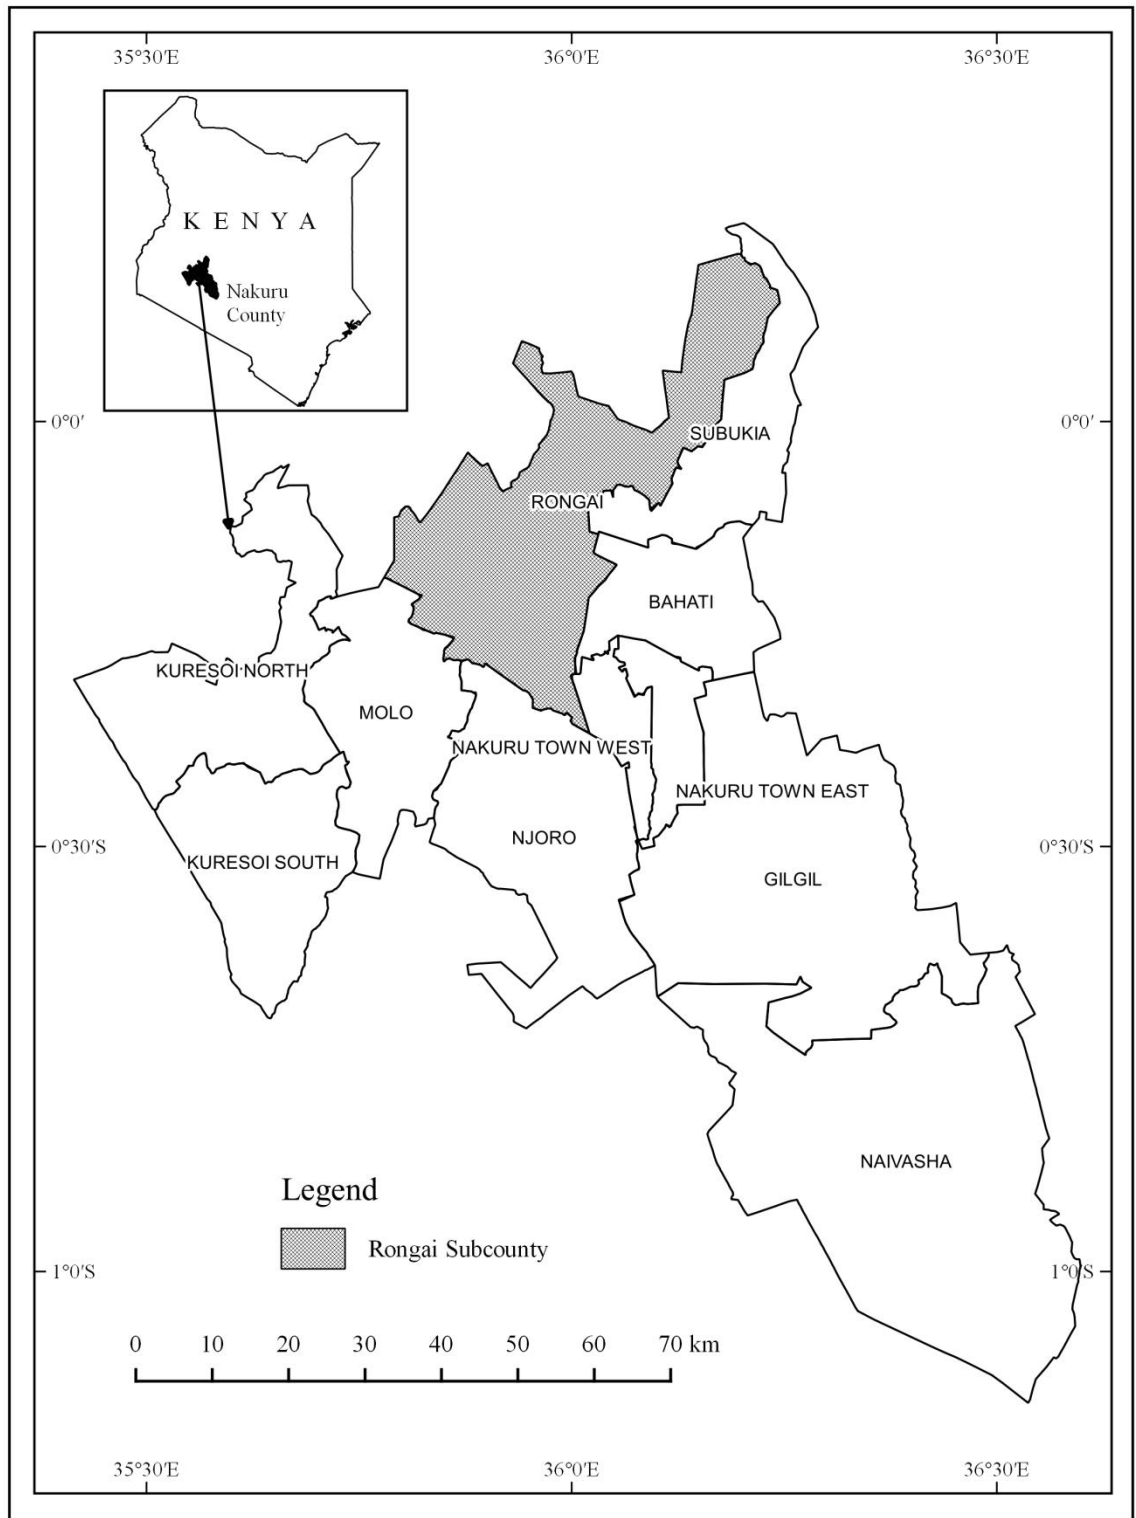 35°30'E 36°0'E 36°30'E
KENYA
Nakuru
County
0°0' 0°0'
SUBUKIA
RONGAI
BAHATI
KURESOI NORTH
MOLO
NAKURU TOWN WEST
NAKURU TOWN EAST
NJORO
0°30'S 0°30'S
KURESOI SOUTH
GILGIL
NAIVASHA
Legend
Rongai Subcounty
1°0'S 1°0'S
0 10 20 30 40 50 60 70 km
35°30'E 36°0'E 36°30'E